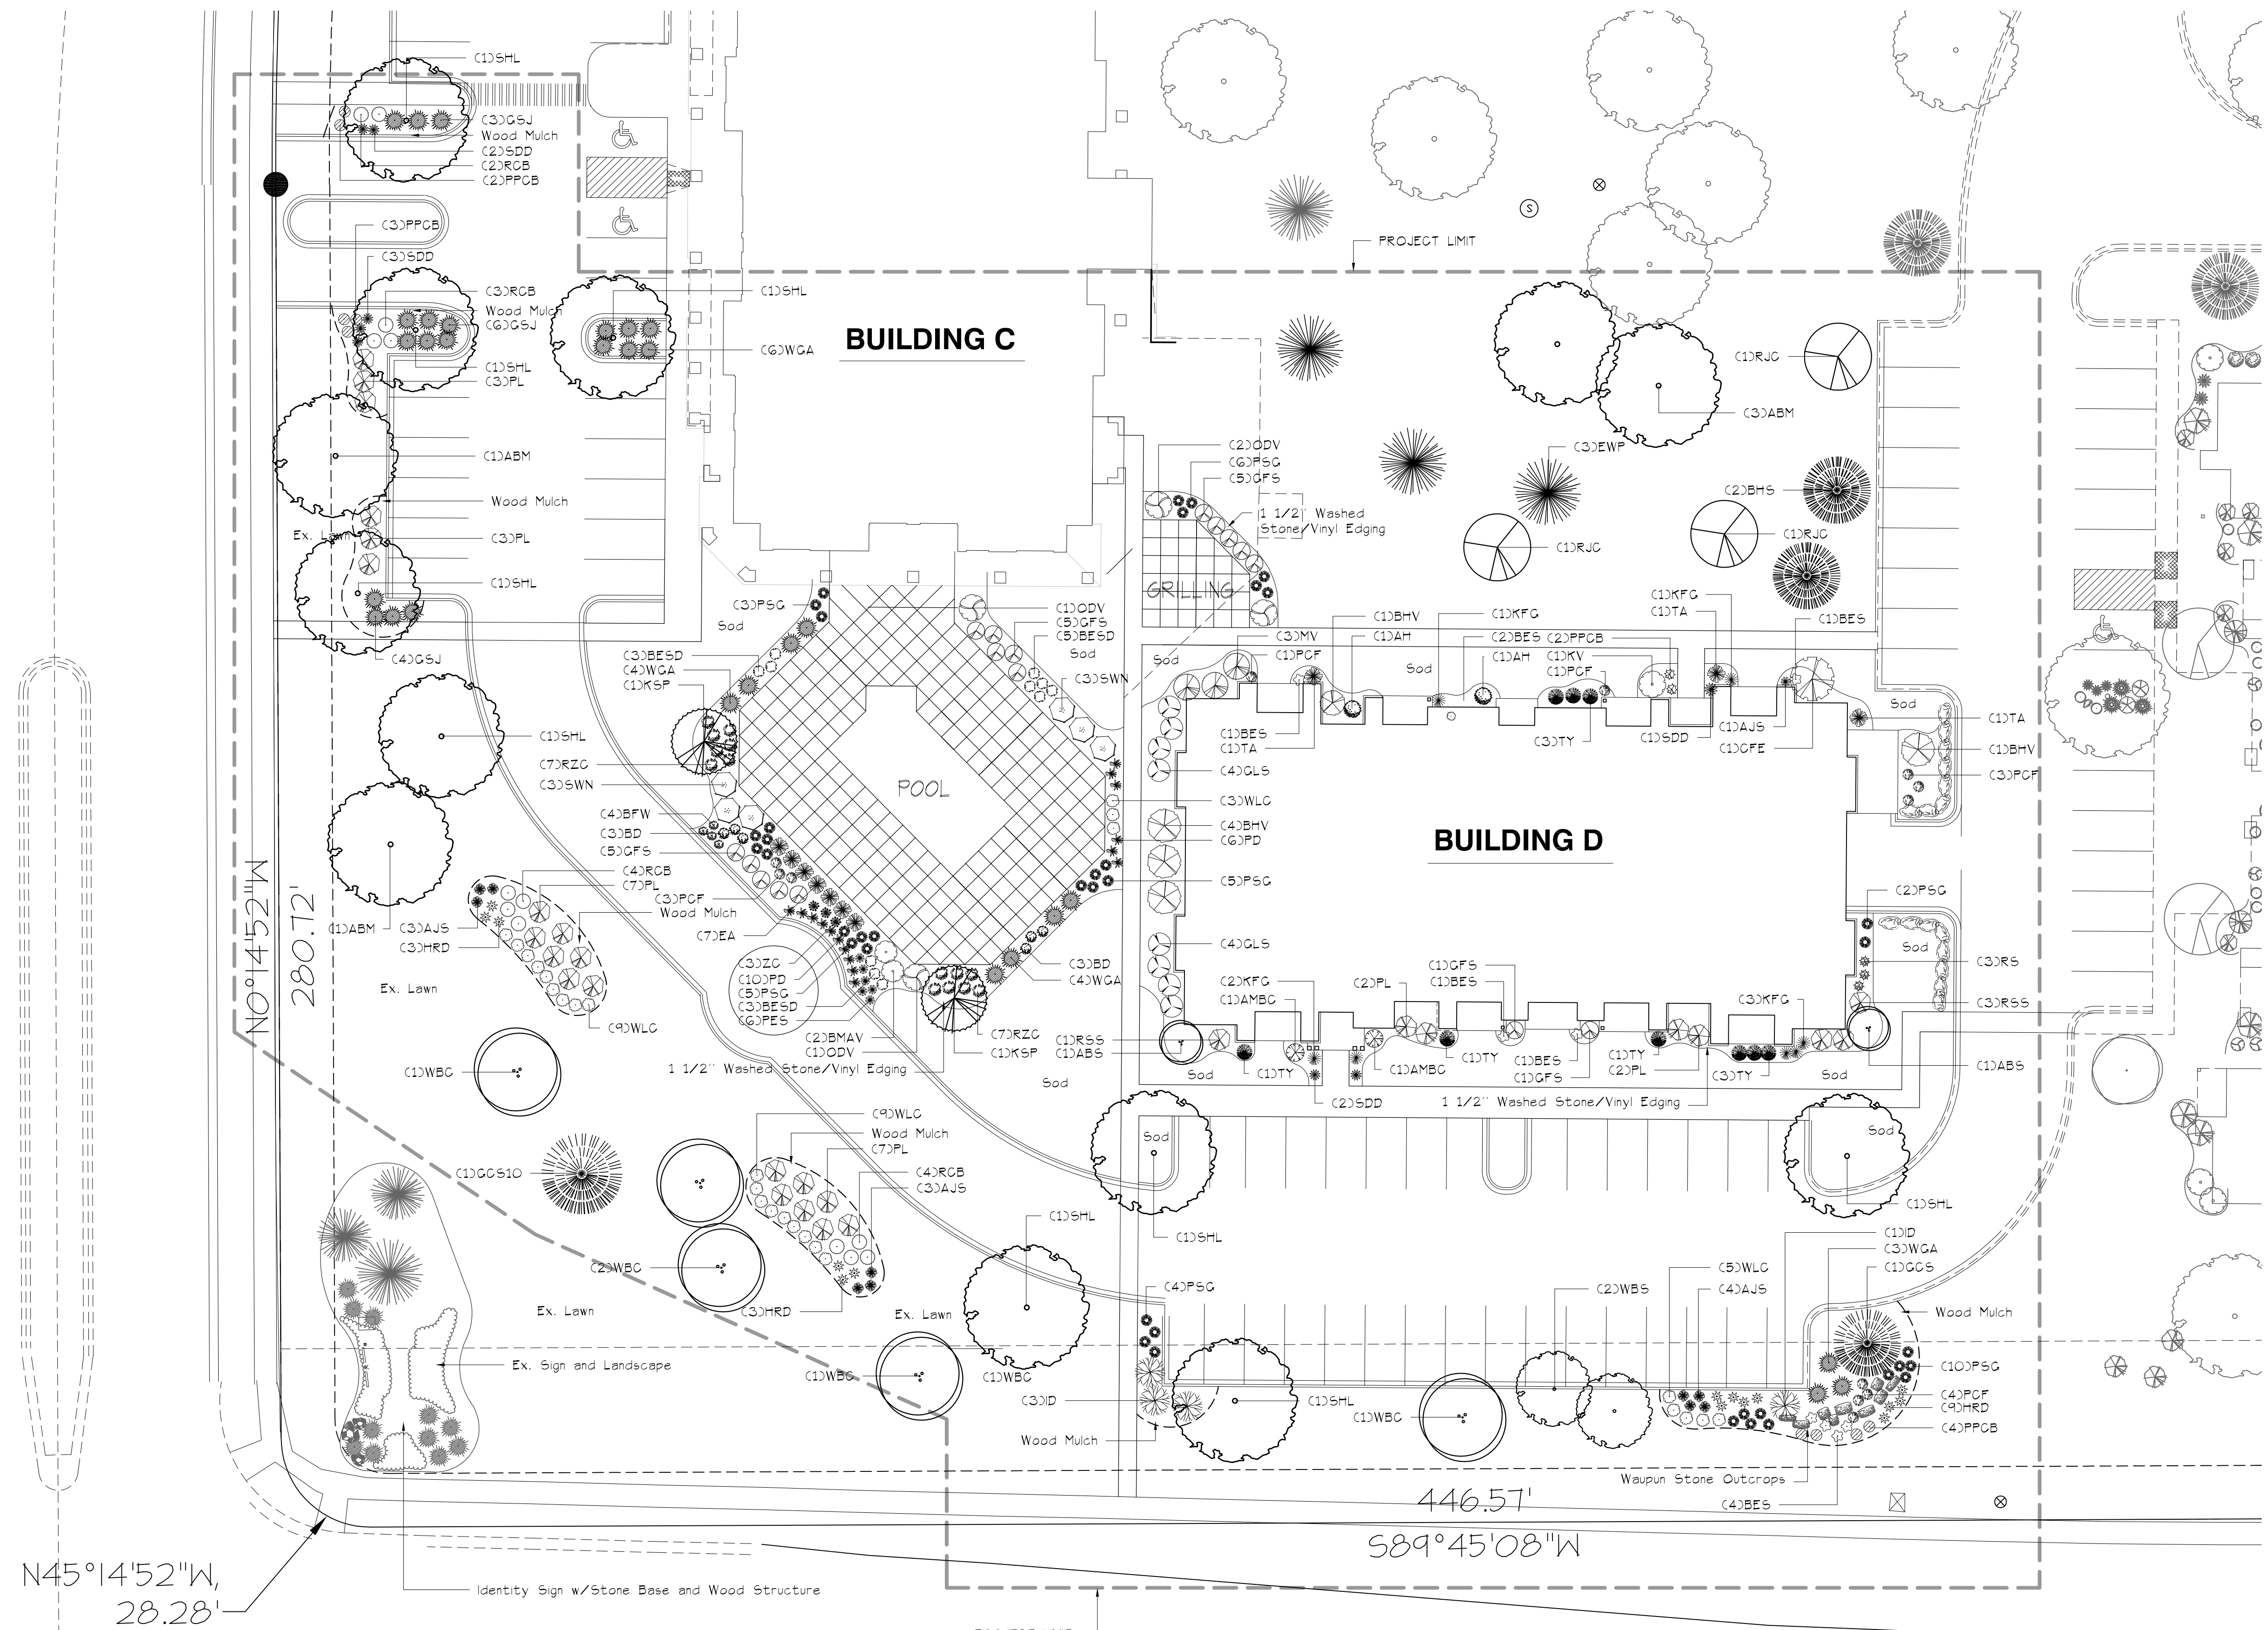 (1)SHL
(3)GSJ
Wood Mulch
(2)SDD
(2)RCB
(2)PPCB
(3)PPCB
(3)SDD
(3)RCB
Wood Mulch
(6)GSJ
(1)SHL
(3)PL
(1)SHL
(6)WGA
BUILDING C
S
PROJECT LIMIT
(1)RJC
(3)ABM
(3)EWP
(2)BHS
(1)RJC
(1)RJC
(1)ABM
Wood Mulch
Ex. Lawn
(3)PL
(1)SHL
(4)GSJ
(2)ODV
(6)PSG
(5)GFS
1 1/2" Washed
Stone/Vinyl Edging
GRILLING
(3)PSG
Sod
(1)ODV
(5)GFS
(5)BESD
Sod
(3)SWN
(3)BESD
(4)WGA
(1)KSP
(1)SHL
(7)RZC
(3)SWN
POOL
(4)BFW
(3)BD
(5)GFS
(4)RCB
(7)PL
(3)PCF
Wood Mulch
(7)EA
(1)ABM
(3)AJS
(3)HRD
(3)ZC
(10)PD
(5)PSG
(3)BESD
(6)PES
(2)BMAV
(1)ODV
1 1/2" Washed Stone/Vinyl Edging
(7)RZC
(1)KSP
(3)BD
(4)WGA
Ex. Lawn
(9)WLC
N0°14'52"W
280.72'
Sod
(3)MV
(1)PCF
(1)BHV
(1)AH
Sod
(1)KFG
(2)BES
(1)AH
(2)PPCB
(1)KV
(1)PCF
(1)KFG
(1)TA
(1)BES
(1)BES
(1)TA
(3)TY
(1)SDD
(1)AJS
(1)CFE
Sod
(1)TA
(1)BHV
(3)PCF
(4)GLS
(3)WLC
(4)BHV
(6)PD
(5)PSG
BUILDING D
(4)GLS
(2)KFG
(1)AMBC
(1)RSS
(1)ABS
(2)PL
(1)GFS
(1)BES
(3)KFG
(2)PSG
Sod
(3)RS
(3)RSS
(1)ABS
Sod
Sod
(1)TY
(1)AMBC
(1)TY
(1)BES
(1)GFS
(1)TY
(2)PL
(3)TY
Sod
(2)SDD
1 1/2" Washed Stone/Vinyl Edging
(1)WBC
(9)WLC
Wood Mulch
(7)PL
(4)RCB
(3)AJS
(1)GCS10
(2)WBC
(3)HRD
Ex. Lawn
Ex. Lawn
(1)SHL
Sod
(1)SHL
Sod
(1)SHL
(4)PSG
(1)WBC
(1)WBC
(3)ID
Wood Mulch
(1)SHL
(1)WBC
(2)WBS
(5)WLC
(4)AJS
(1)ID
(3)WGA
(1)GCS
Wood Mulch
(10)PSG
(4)PCF
(9)HRD
(4)PPCB
Waupun Stone Outcrops
(4)BES
Ex. Sign and Landscape
446.57'
S89°45'08"W
N45°14'52"W,
28.28'
Identity Sign w/Stone Base and Wood Structure